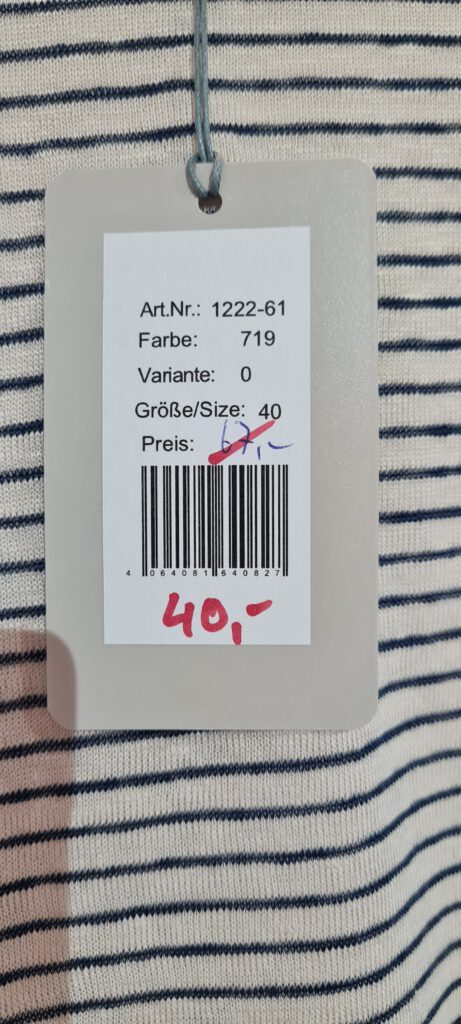 Art.Nr.: 1222-61
Farbe: 719
Variante: 0
Größe/Size: 40
Preis: 67,-
4 064081 640827
40,-